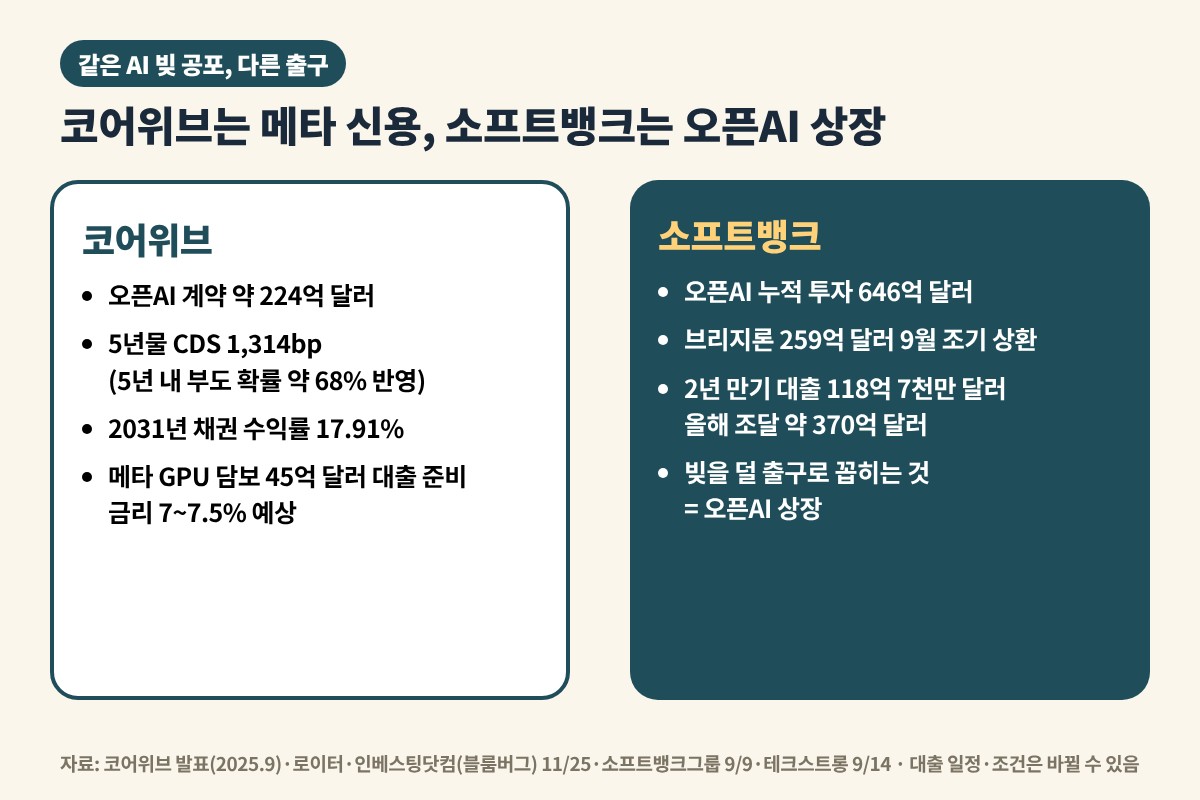 같은 AI 빚 공포, 다른 출구
코어위브는 메타 신용, 소프트뱅크는 오픈AI 상장
코어위브
• 오픈AI 계약 약 224억 달러
• 5년물 CDS 1,314bp
(5년 내 부도 확률 약 68% 반영)
• 2031년 채권 수익률 17.91%
• 메타 GPU 담보 45억 달러 대출 준비
금리 7~7.5% 예상
소프트뱅크
• 오픈AI 누적 투자 646억 달러
• 브리지론 259억 달러 9월 조기 상환
• 2년 만기 대출 118억 7천만 달러
올해 조달 약 370억 달러
• 빚을 덜 출구로 꼽히는 것
= 오픈AI 상장
자료: 코어위브 발표(2025.9)·로이터·인베스팅닷컴(블룸버그) 11/25·소프트뱅크그룹 9/9·테크스트롱 9/14 · 대출 일정·조건은 바뀔 수 있음